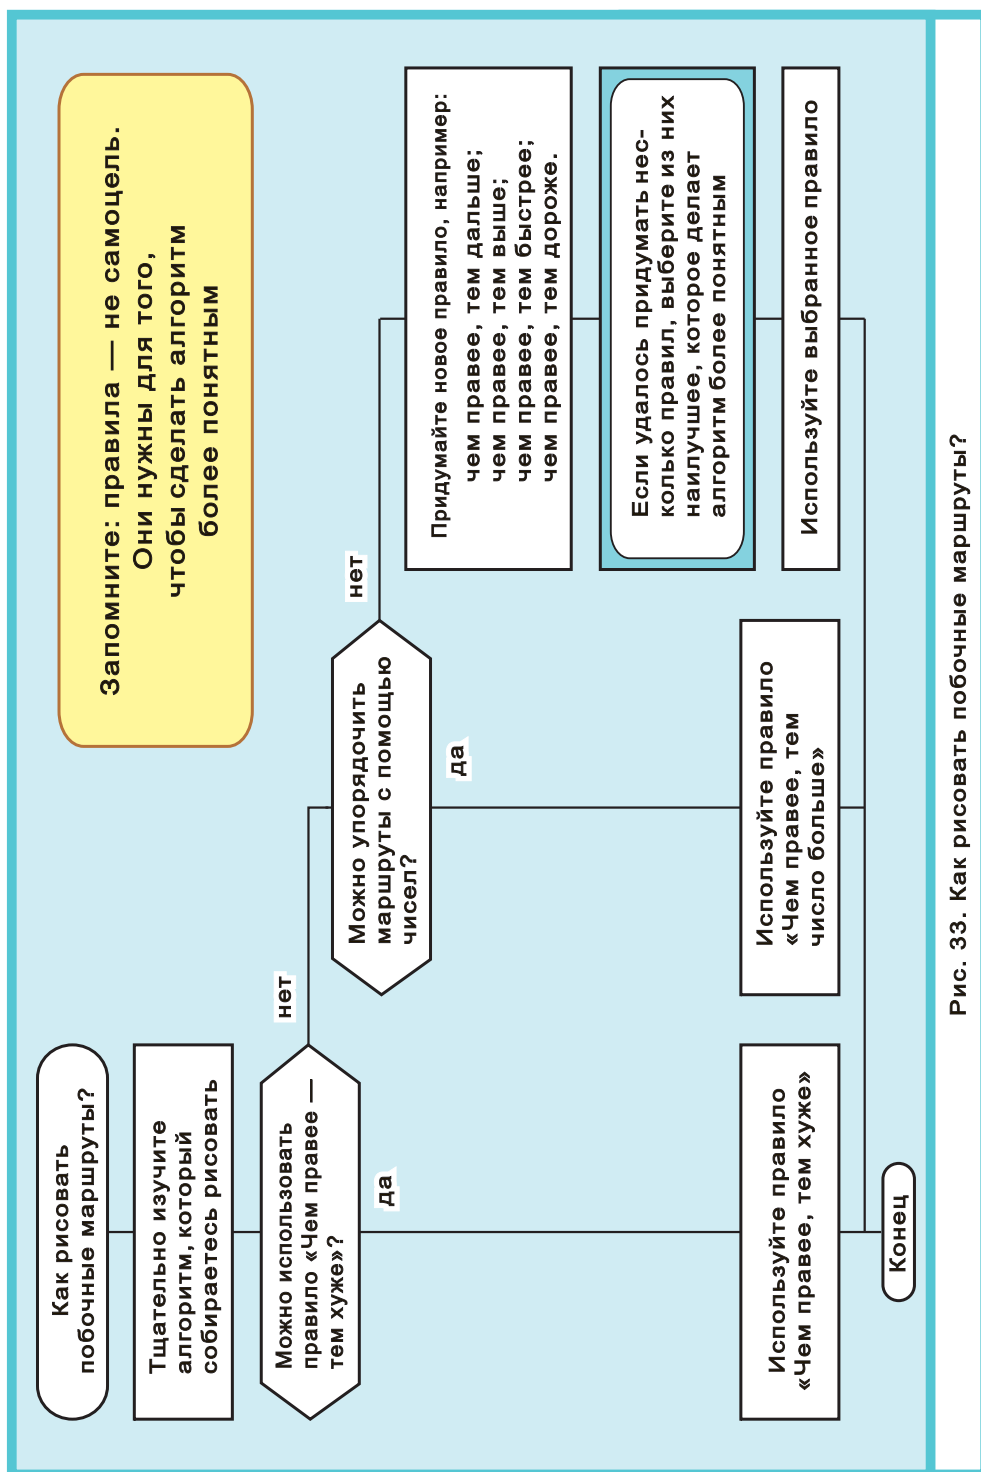 Как рисовать
побочные маршруты?
Тщательно изучите
алгоритм, который
собираетесь рисовать
Можно использовать
правило «Чем правее —
тем хуже»?
да
нет
Используйте правило
«Чем правее, тем хуже»
Можно упорядочить
маршруты с помощью
чисел?
да
нет
Используйте правило
«Чем правее, тем
число больше»
Придумайте новое правило, например:
чем правее, тем дальше;
чем правее, тем выше;
чем правее, тем быстрее;
чем правее, тем дороже.
Если удалось придумать нес-
колько правил, выберите из них
наилучшее, которое делает
алгоритм более понятным
Используйте выбранное правило
Конец
Запомните: правила — не самоцель.
Они нужны для того,
чтобы сделать алгоритм
более понятным
Рис. 33. Как рисовать побочные маршруты?